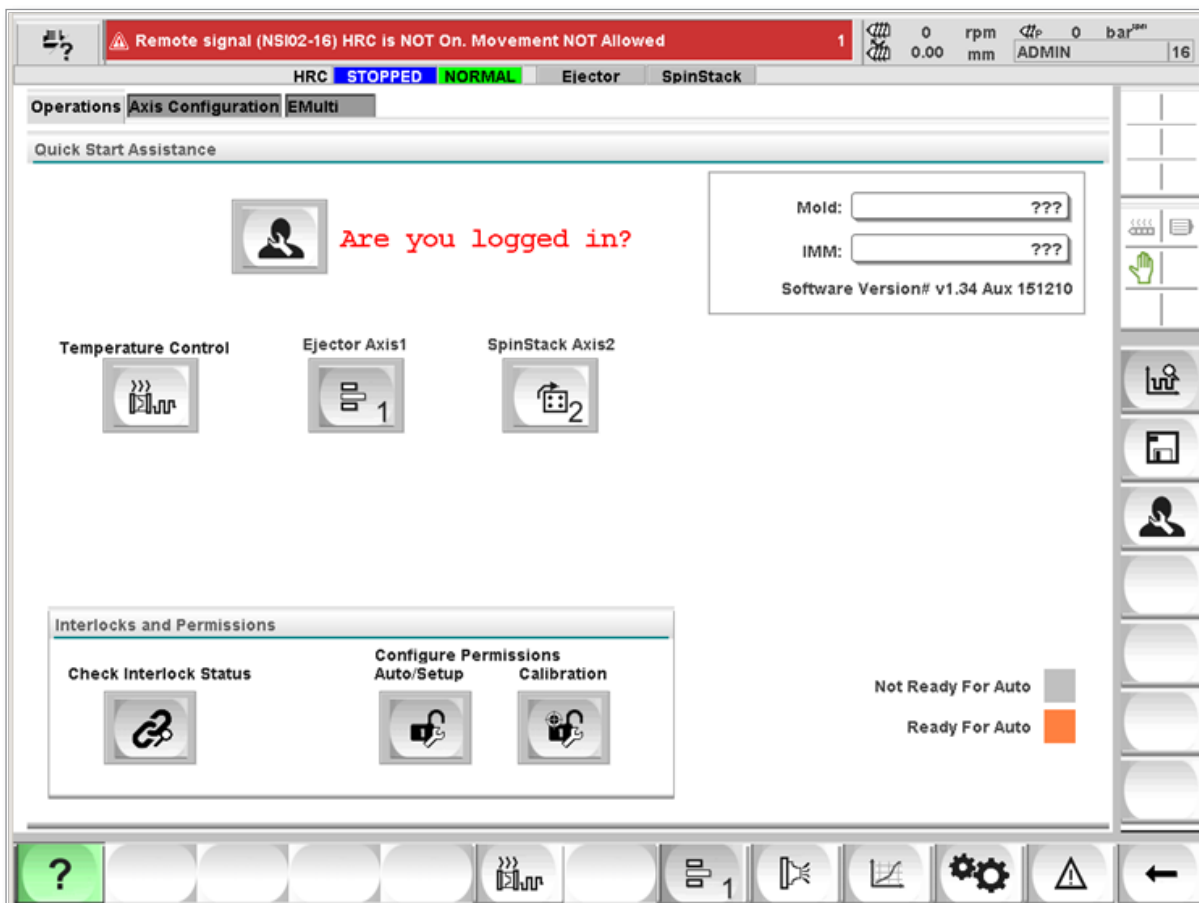 ?
Remote signal (NSI02-16) HRC is NOT On. Movement NOT Allowed 1
0 rpm 0 bar
0.00 mm ADMIN 16
HRC STOPPED NORMAL Ejector SpinStack
Operations Axis Configuration EMulti
Quick Start Assistance
Are you logged in?
Mold: ???
IMM: ???
Software Version# v1.34 Aux 151210
Temperature Control Ejector Axis1 SpinStack Axis2
1 2
Interlocks and Permissions
Configure Permissions
Check Interlock Status Auto/Setup Calibration
Not Ready For Auto
Ready For Auto
? 1